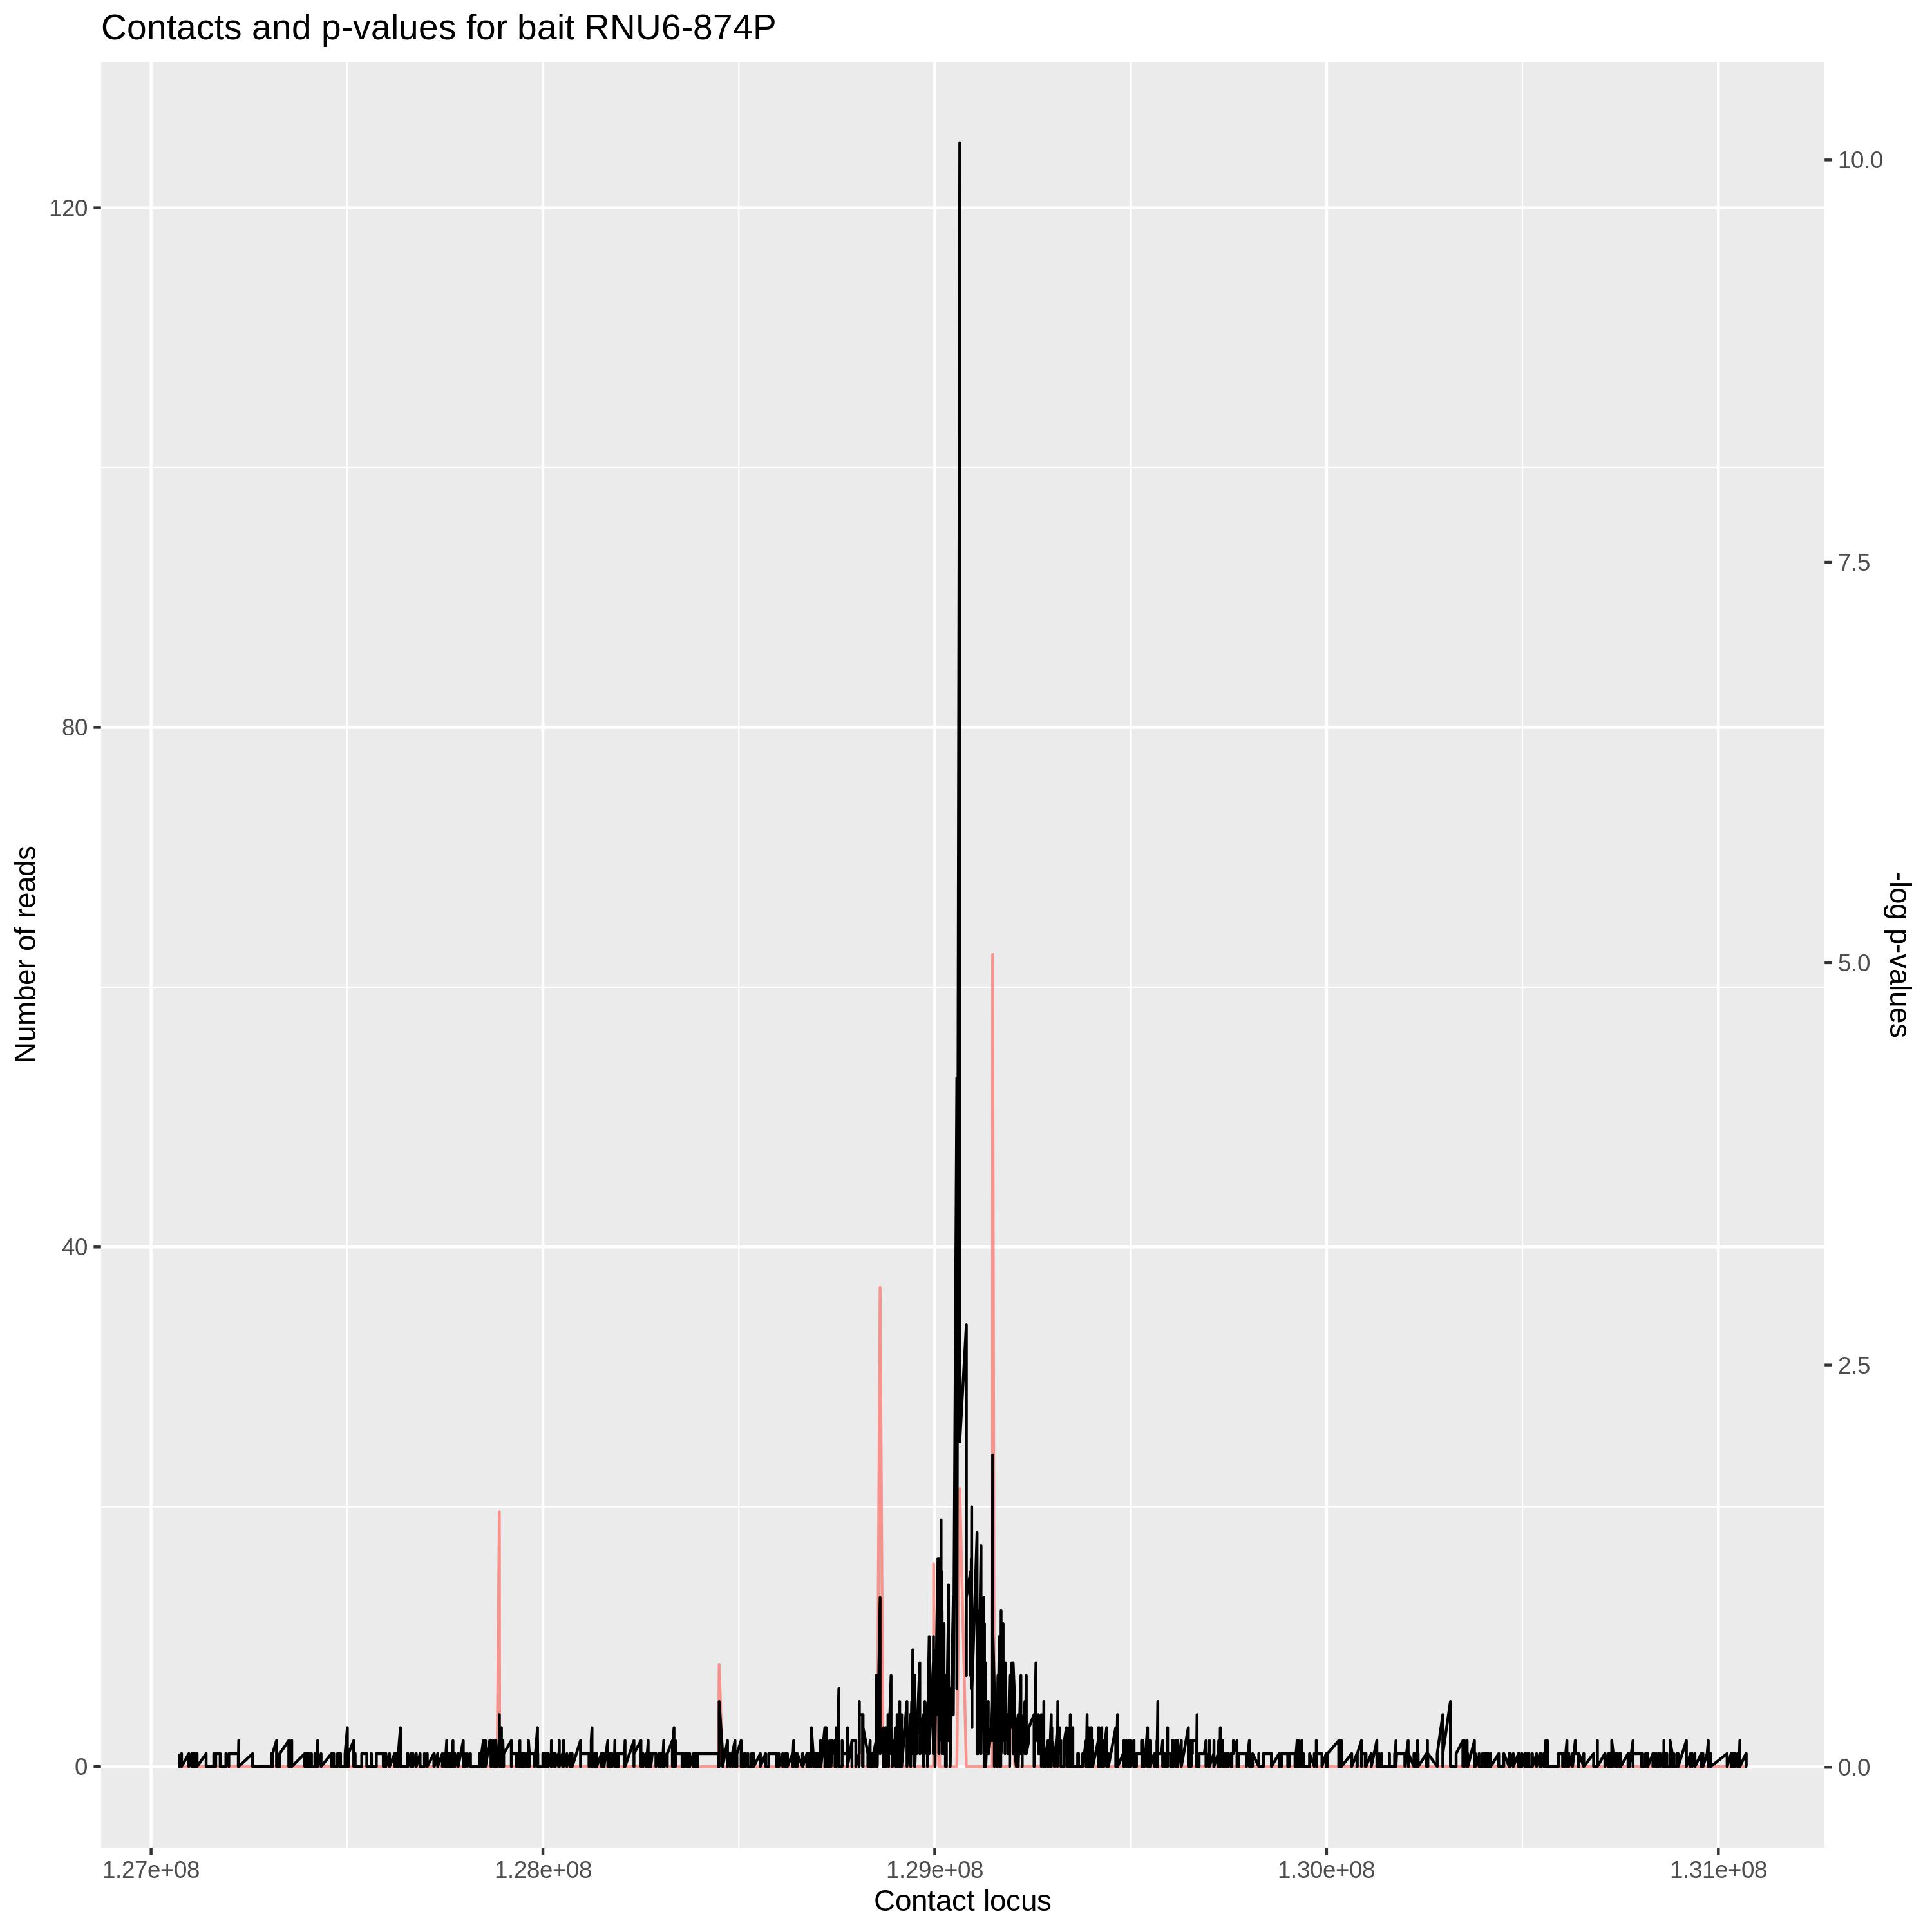 Contacts and p-values for bait RNU6-874P
120
80
40
0
Number of reads
10.0
7.5
5.0
2.5
0.0
-log p-values
1.27e+08
1.28e+08
1.29e+08
1.30e+08
1.31e+08
Contact locus